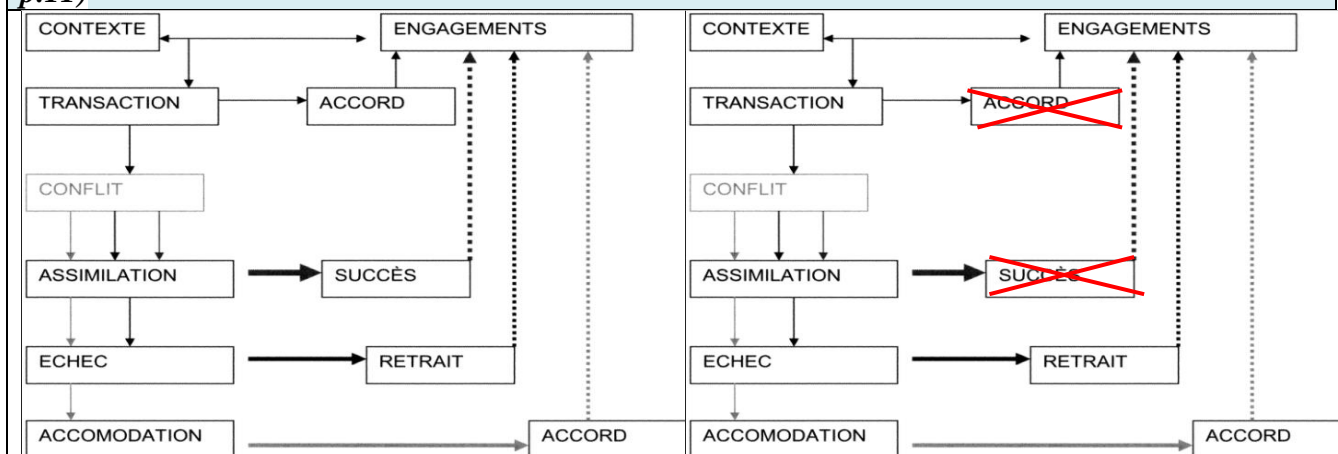 p.11)
CONTEXTE
ENGAGEMENTS
TRANSACTION
ACCORD
CONFLIT
ASSIMILATION
SUCCÈS
ECHEC
RETRAIT
ACCOMODATION
ACCORD
CONTEXTE
ENGAGEMENTS
TRANSACTION
ACCORD
CONFLIT
ASSIMILATION
SUCCÈS
ECHEC
RETRAIT
ACCOMODATION
ACCORD